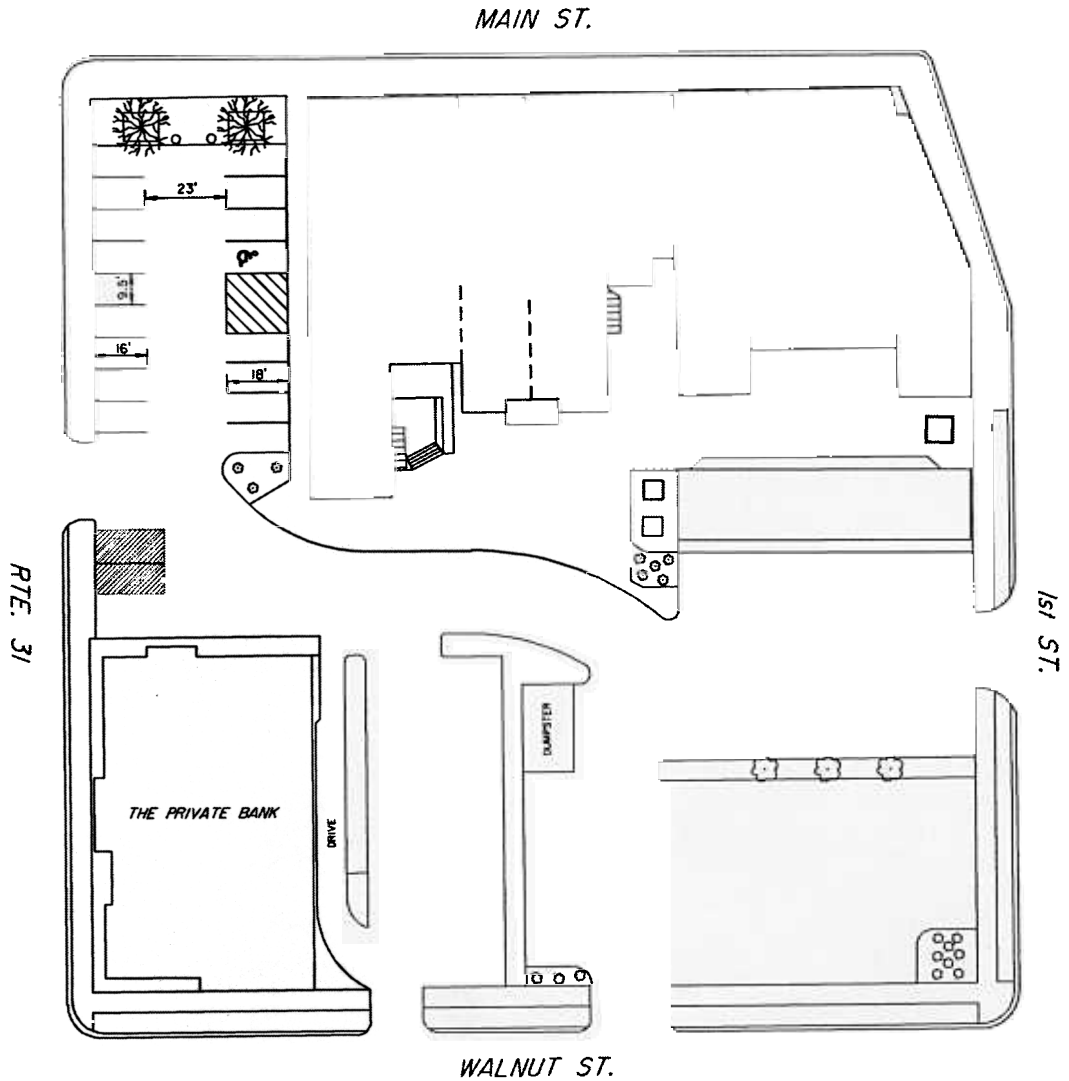 MAIN ST.
23'
9.5'
16'
18'
RTE. 31
1st ST.
DUMPSTER
THE PRIVATE BANK
DRIVE
WALNUT ST.